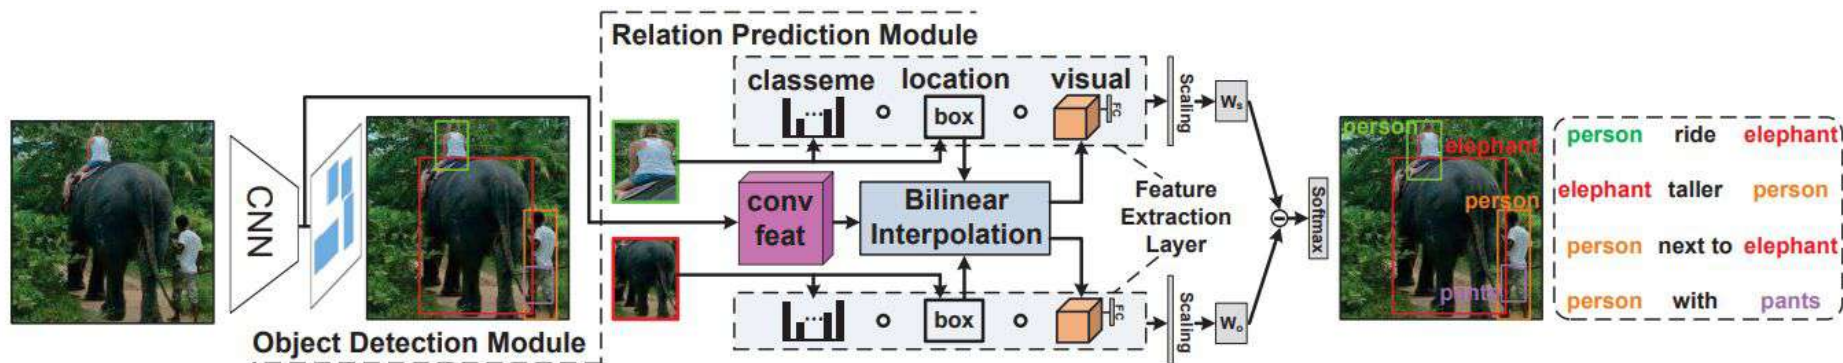 Relation Prediction Module
classeme location visual
... box FC
Scaling
Ws
CNN
conv
feat
Bilinear
Interpolation
Feature
Extraction
Layer
... box FC
Scaling
Wo
Object Detection Module
Softmax
person
elephant
person
pants
person ride elephant
elephant taller person
person next to elephant
person with pants